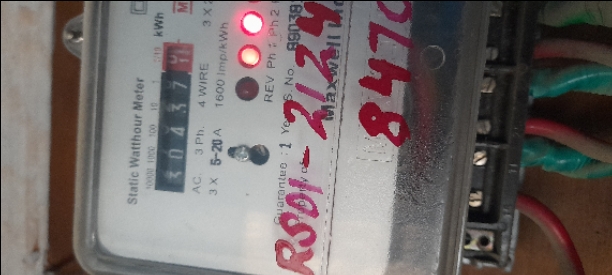 Static Watthour Meter
10000 1000 100 10 1
kWh
30437
AC. 3 Ph. 4 WIRE
3 X 5-20 A 1600 Imp/kWh
REV Ph 1 Ph 2
Guarantee : 1
S. No.
Maxwell
RS01-2124
8470